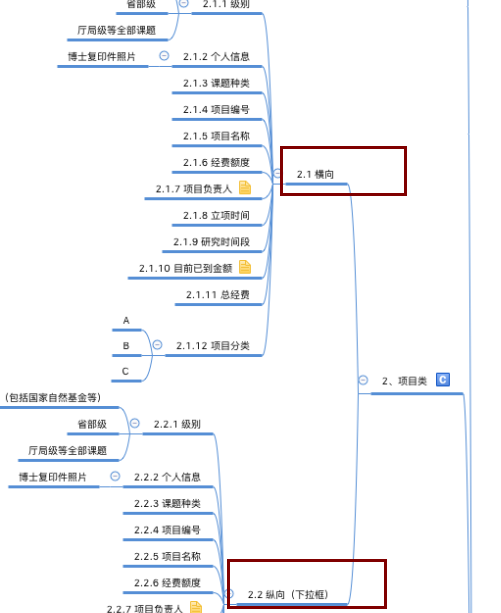 省部级
2.1.1 级别
厅局级等全部课题
博士复印件照片
2.1.2 个人信息
2.1.3 课题种类
2.1.4 项目编号
2.1.5 项目名称
2.1.6 经费额度
2.1 横向
2.1.7 项目负责人
2.1.8 立项时间
2.1.9 研究时间段
2.1.10 目前已到金额
2.1.11 总经费
A
B
2.1.12 项目分类
C
2、项目类
C
（包括国家自然基金等）
省部级
2.2.1 级别
厅局级等全部课题
博士复印件照片
2.2.2 个人信息
2.2.3 课题种类
2.2.4 项目编号
2.2.5 项目名称
2.2.6 经费额度
2.2 纵向（下拉框）
2.2.7 项目负责人